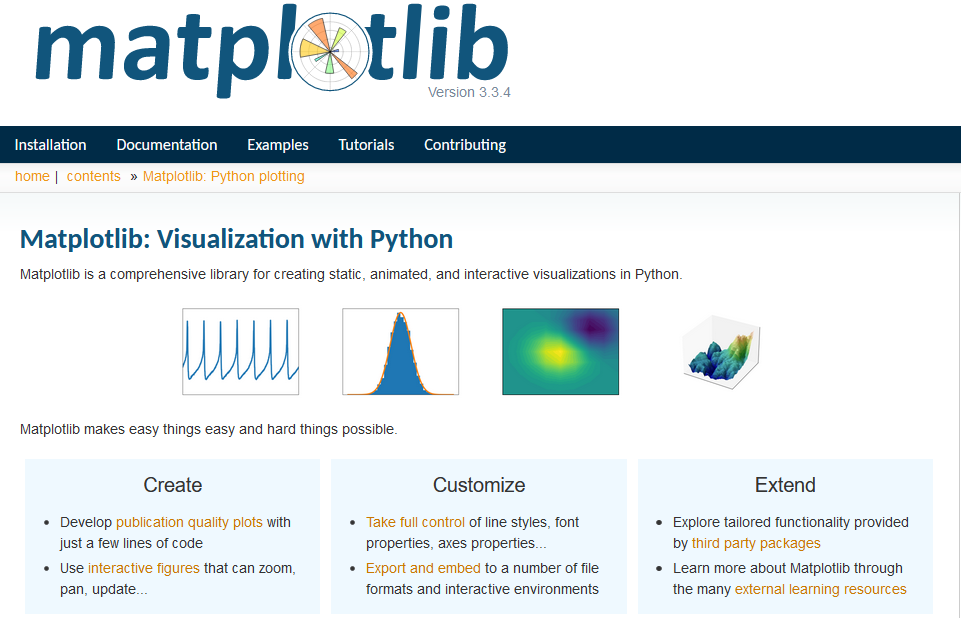 matplotlib
Version 3.3.4
Installation Documentation Examples Tutorials Contributing
home | contents » Matplotlib: Python plotting
Matplotlib: Visualization with Python
Matplotlib is a comprehensive library for creating static, animated, and interactive visualizations in Python.
Matplotlib makes easy things easy and hard things possible.
Create
• Develop publication quality plots with
just a few lines of code
• Use interactive figures that can zoom,
pan, update...
Customize
• Take full control of line styles, font
properties, axes properties...
• Export and embed to a number of file
formats and interactive environments
Extend
• Explore tailored functionality provided
by third party packages
• Learn more about Matplotlib through
the many external learning resources